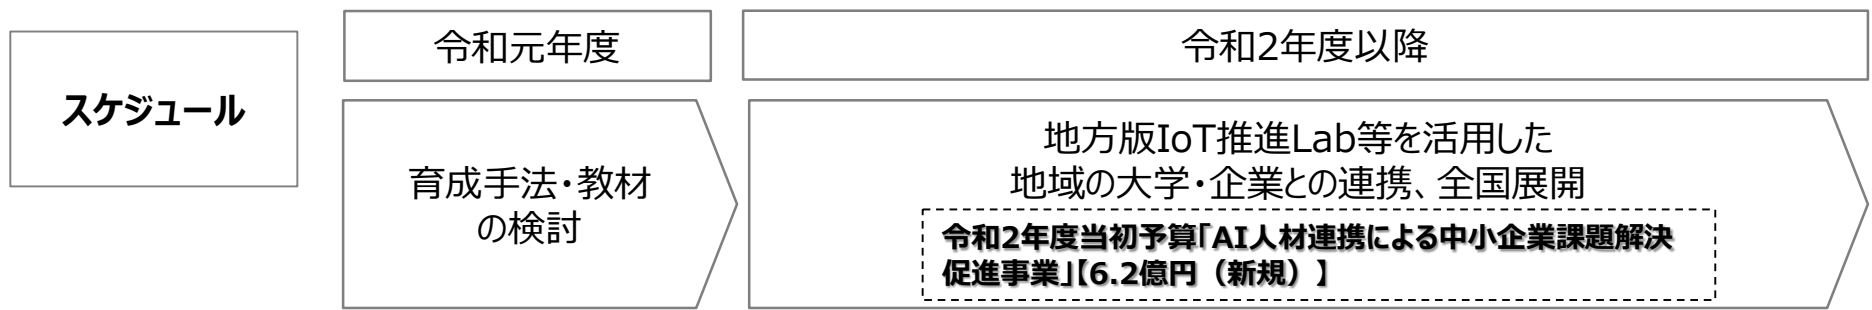 スケジュール
令和元年度
令和2年度以降
育成手法・教材
の検討
地方版IoT推進Lab等を活用した
地域の大学・企業との連携、全国展開
令和2年度当初予算「AI人材連携による中小企業課題解決
促進事業」【6.2億円（新規）】